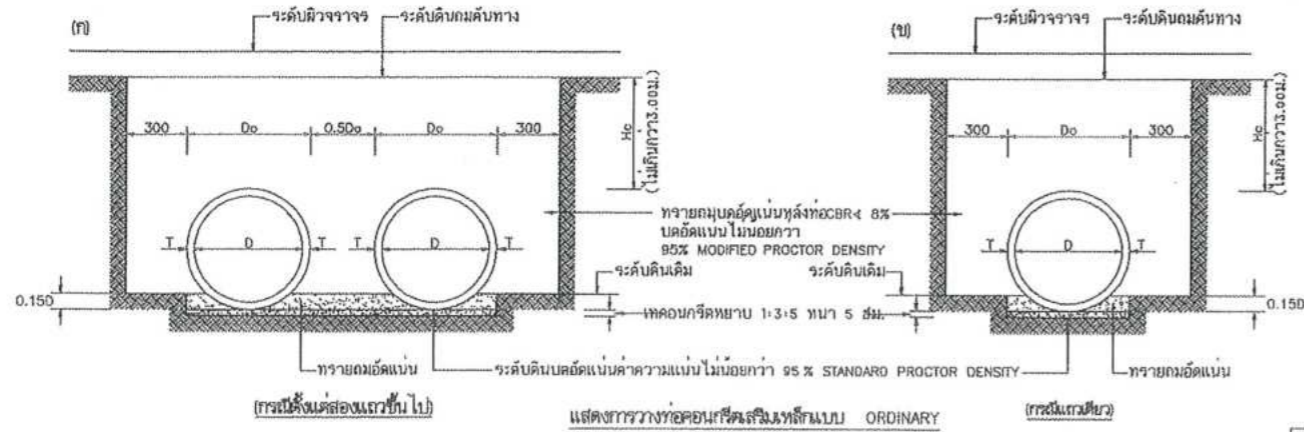 (ก)
ระดับผิวจราจร
ระดับดินถมคันทาง
300
Do
0.5Do
Do
300
Hc
(ไม่เกินกว่า3.00ม.)
T
D
T
T
D
T
0.15D
ทรายถมบดอัดแน่นหลังท่อCBR⊀ 8%
บดอัดแน่นไม่น้อยกว่า
95% MODIFIED PROCTOR DENSITY
ระดับดินเดิม
ระดับดินเดิม
เทคอนกรีตหยาบ 1:3:5 หนา 5 ซม.
ทรายถมอัดแน่น
ระดับดินบดอัดแน่นค่าความแน่นไม่น้อยกว่า 95 % STANDARD PROCTOR DENSITY
ทรายถมอัดแน่น
(กรณีตั้งแต่สองแถวขึ้นไป)
แสดงการวางท่อคอนกรีตเสริมเหล็กแบบ ORDINARY
(ข)
ระดับผิวจราจร
ระดับดินถมคันทาง
300
Do
300
Hc
(ไม่เกินกว่า3.00ม.)
T
D
T
0.15D
(กรณีแถวเดียว)